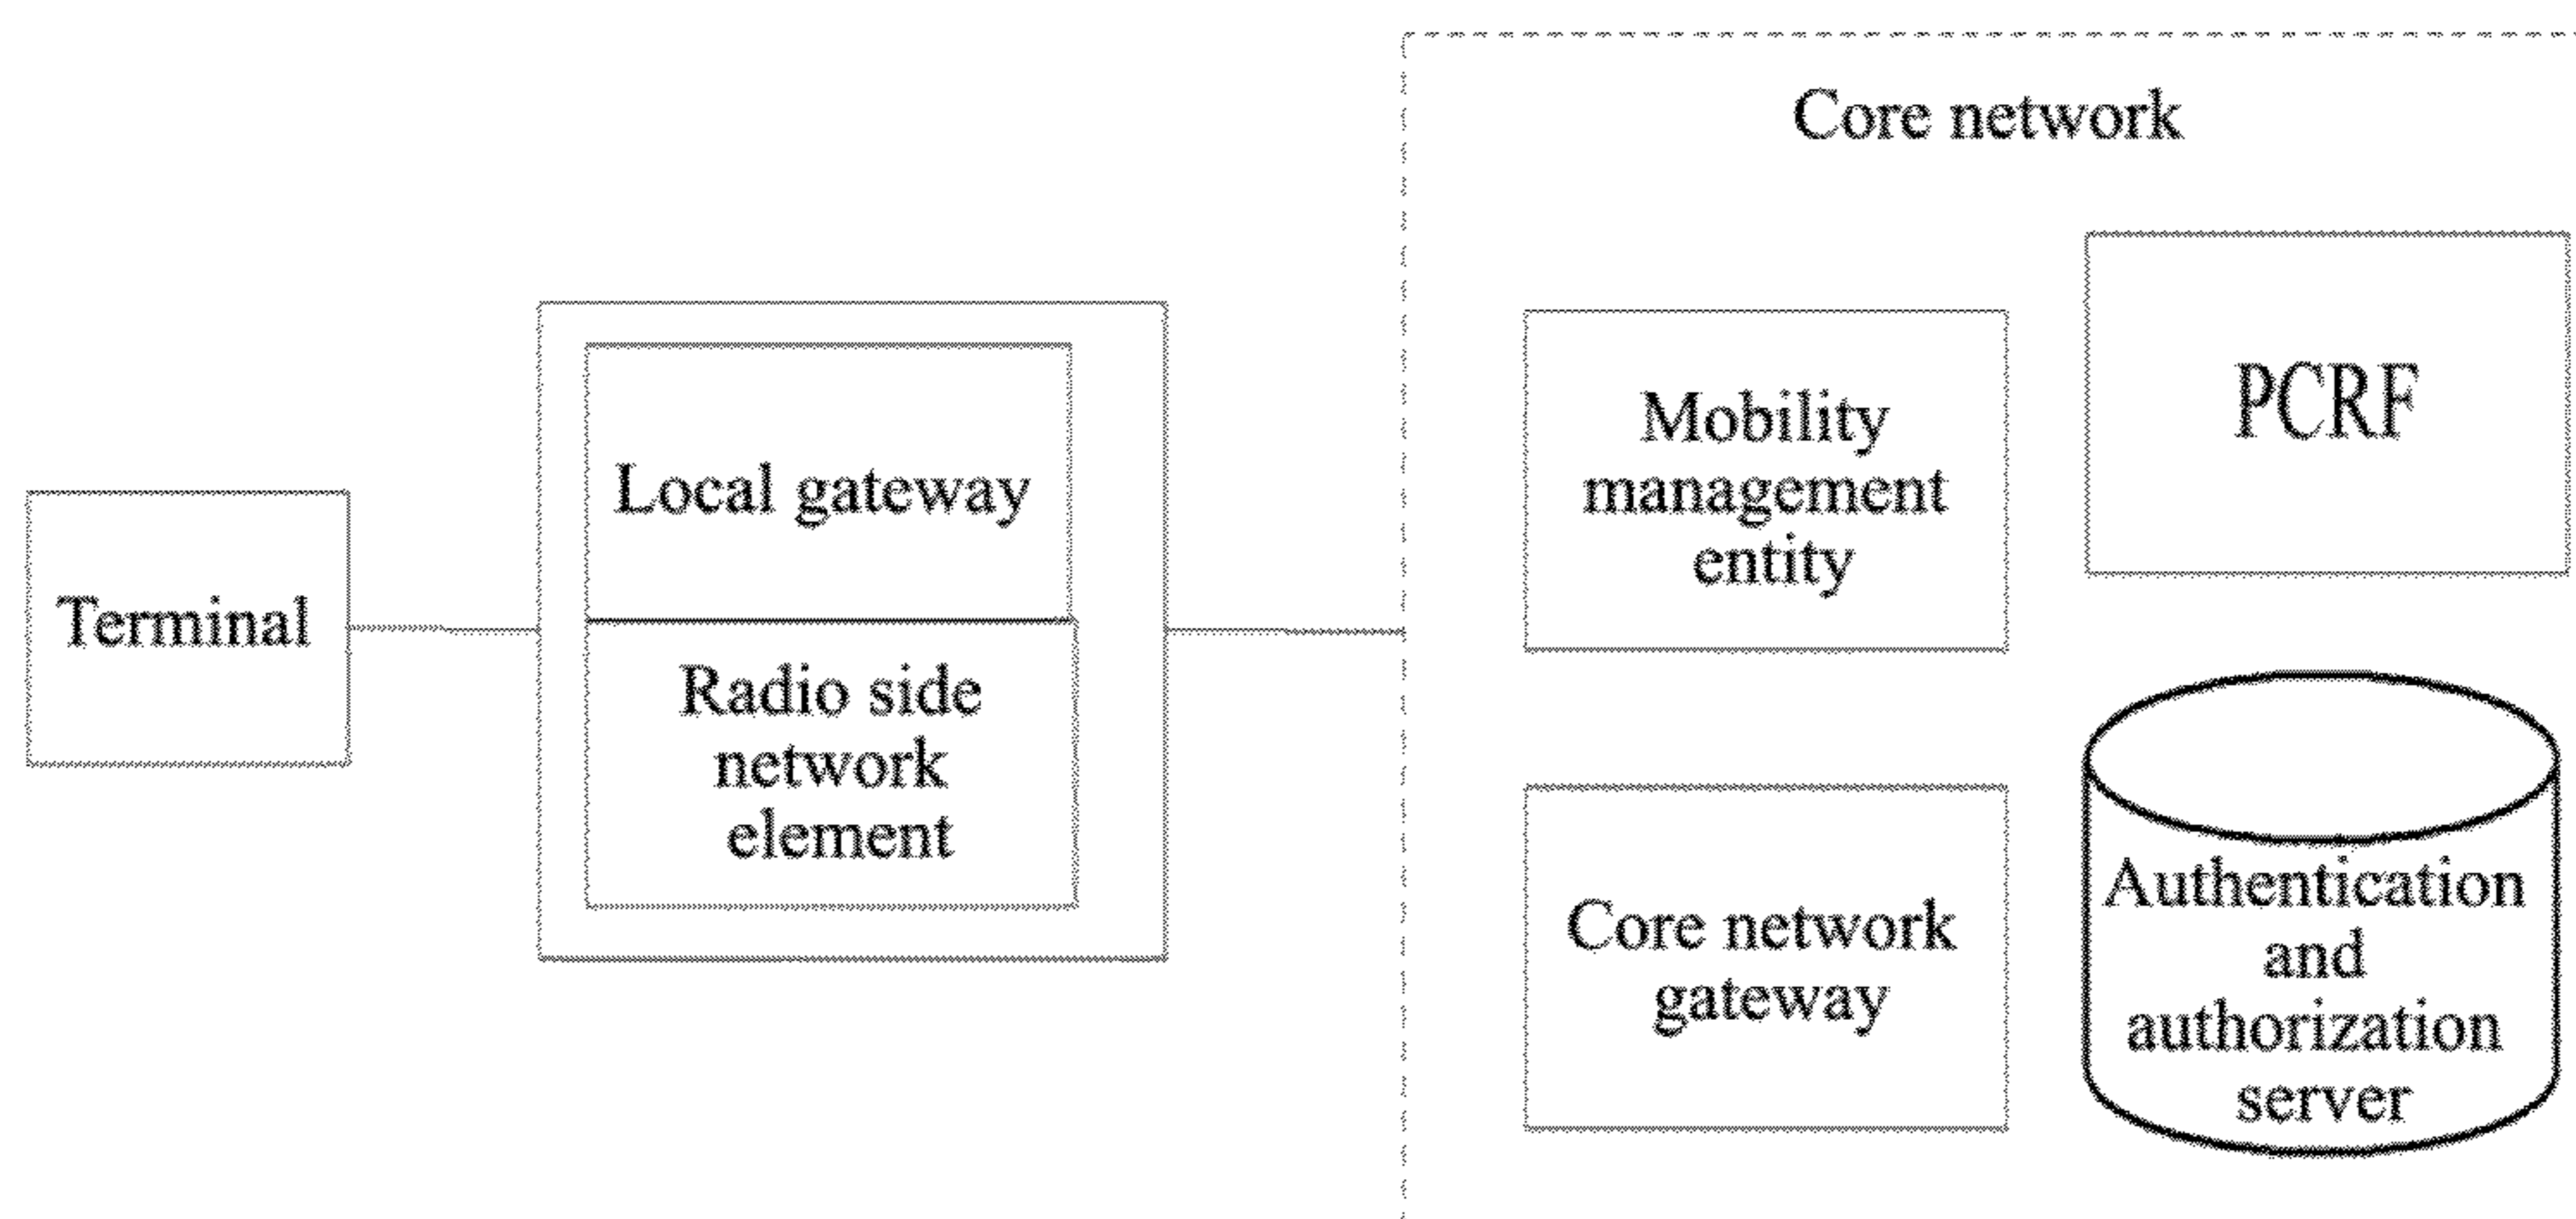 Core network
Terminal
Local gateway
Radio side
network
element
Mobility
management
entity
PCRF
Core network
gateway
Authentication
and
authorization
server